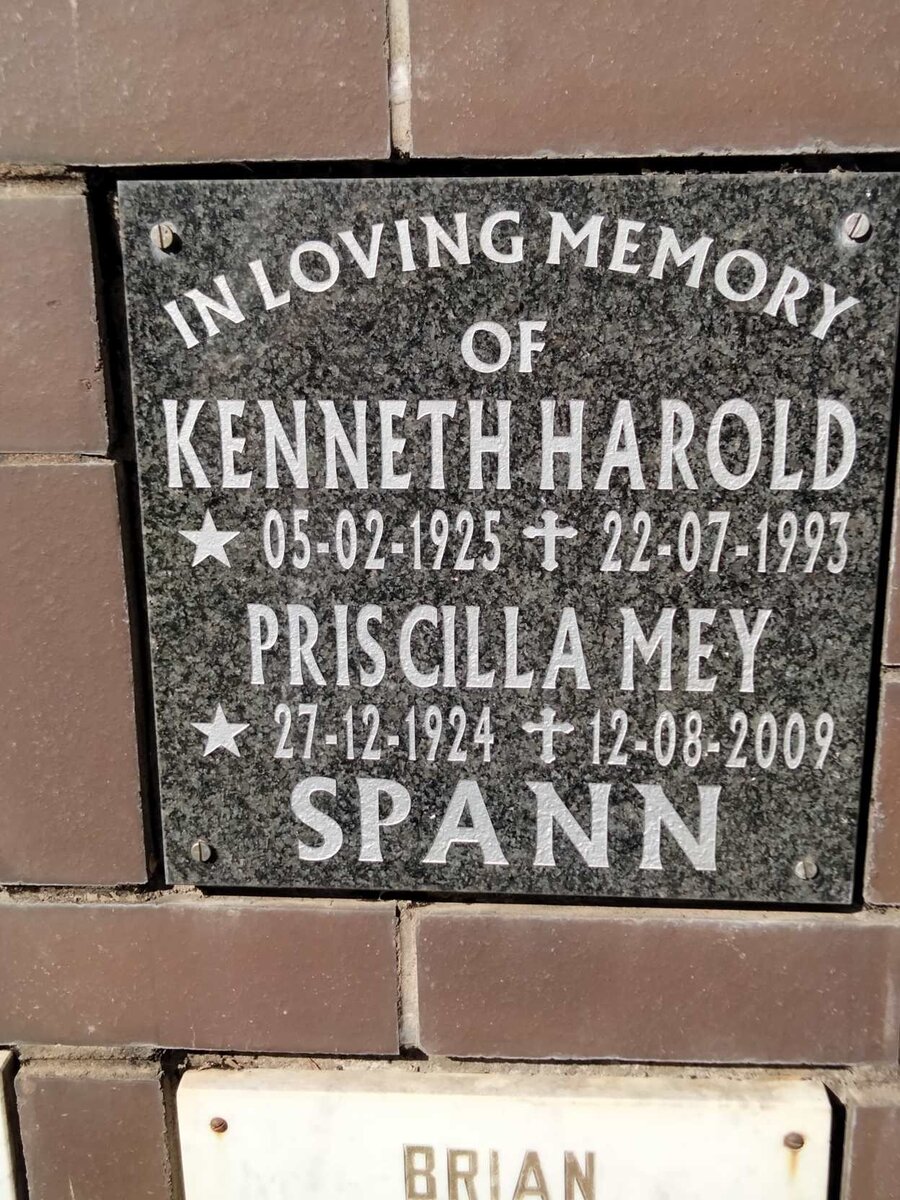 IN LOVING MEMORY
OF
KENNETH HAROLD
★ 05-02-1925 ✝ 22-07-1993
PRISCILLA MEY
★ 27-12-1924 ✝ 12-08-2009
SPANN
BRIAN